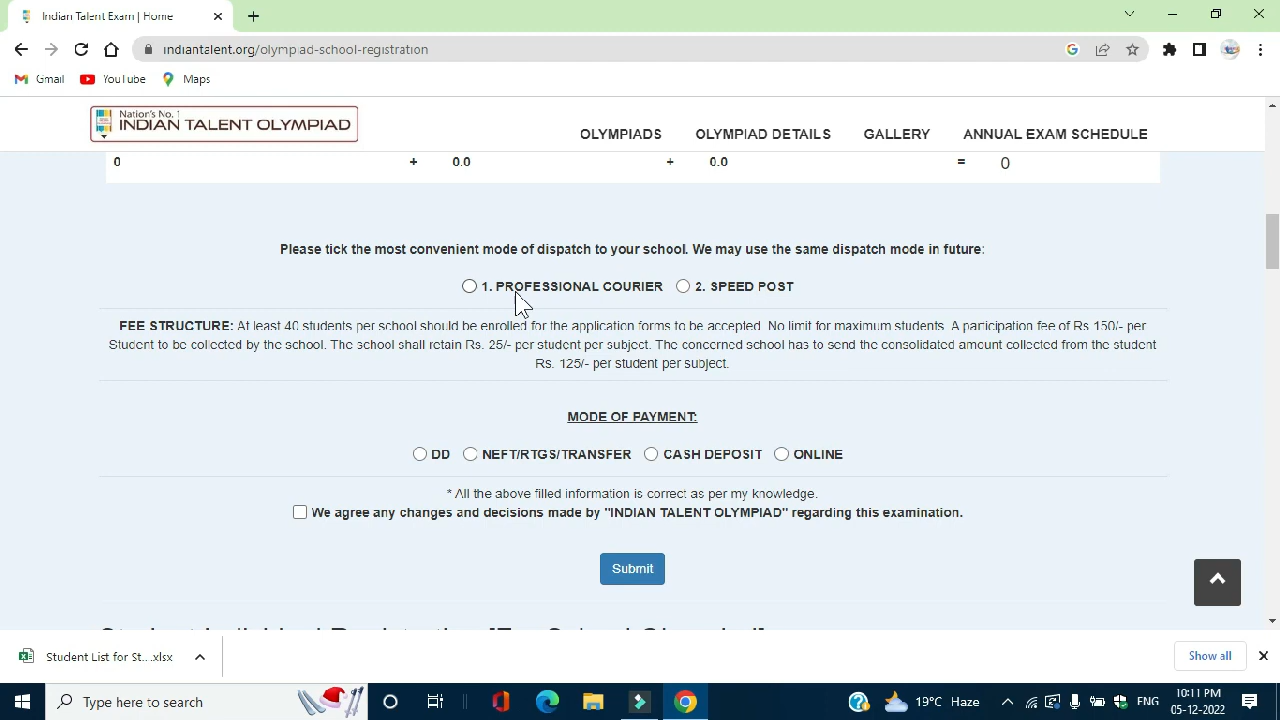 Indian Talent Exam | Home
indiantalent.org/olympiad-school-registration
Gmail YouTube Maps
Nation's No. 1
INDIAN TALENT OLYMPIAD
OLYMPIADS OLYMPIAD DETAILS GALLERY ANNUAL EXAM SCHEDULE
0 + 0.0 + 0.0 = 0
Please tick the most convenient mode of dispatch to your school. We may use the same dispatch mode in future:
1. PROFESSIONAL COURIER 2. SPEED POST
FEE STRUCTURE: At least 40 students per school should be enrolled for the application forms to be accepted. No limit for maximum students. A participation fee of Rs 150/- per
Student to be collected by the school. The school shall retain Rs. 25/- per student per subject. The concerned school has to send the consolidated amount collected from the student
Rs. 125/- per student per subject.
MODE OF PAYMENT:
DD NEFT/RTGS/TRANSFER CASH DEPOSIT ONLINE
* All the above filled information is correct as per my knowledge.
We agree any changes and decisions made by "INDIAN TALENT OLYMPIAD" regarding this examination.
Submit
Student List for St....xlsx
Show all
Type here to search
19°C Haze
ENG
10:11 PM
05-12-2022